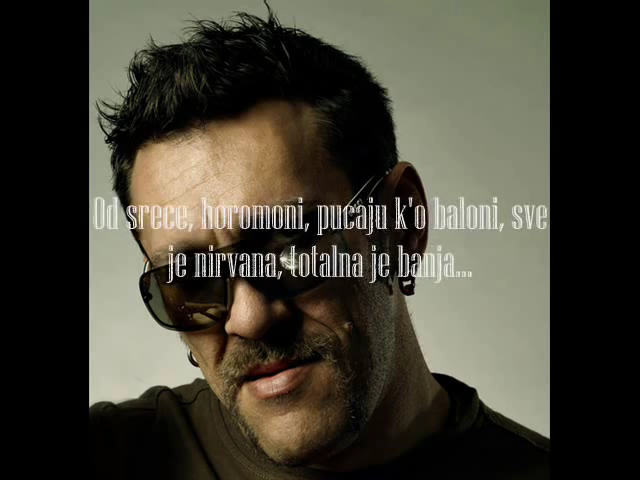 Od srece, horomoni, pucaju k'o baloni, sve
je nirvana, totalna je banja...